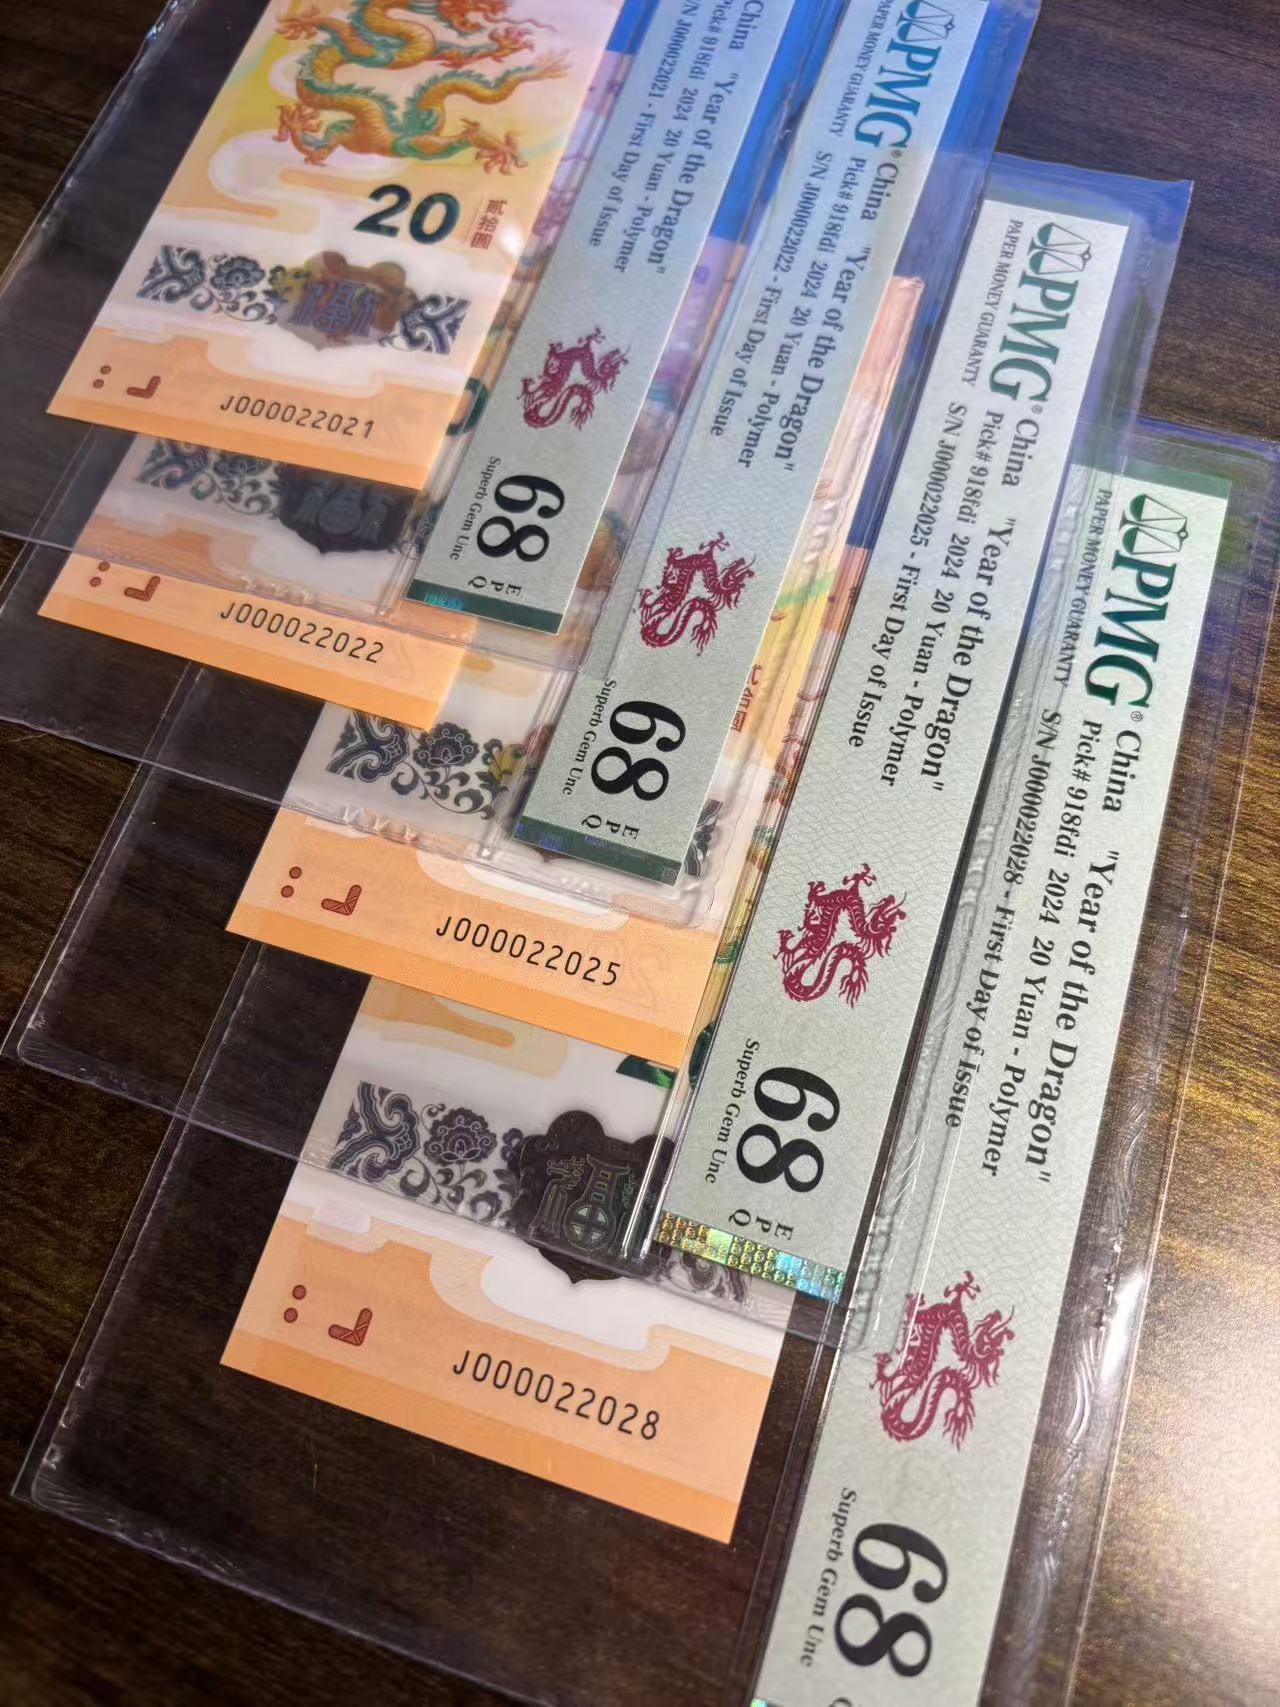 20
贰拾圆
J000022021
China "Year of the Dragon"
Pick# 918fdi 2024 20 Yuan - Polymer
S/N J000022021 - First Day of Issue
68
EPQ
Superb Gem Unc
J000022022
PMG®
PAPER MONEY GUARANTY
China "Year of the Dragon"
Pick# 918fdi 2024 20 Yuan - Polymer
S/N J000022022 - First Day of Issue
68
EPQ
Superb Gem Unc
J000022025
PMG®
PAPER MONEY GUARANTY
China "Year of the Dragon"
Pick# 918fdi 2024 20 Yuan - Polymer
S/N J000022025 - First Day of Issue
68
EPQ
Superb Gem Unc
J000022028
PMG®
PAPER MONEY GUARANTY
China "Year of the Dragon"
Pick# 918fdi 2024 20 Yuan - Polymer
S/N J000022028 - First Day of Issue
68
Superb Gem Unc